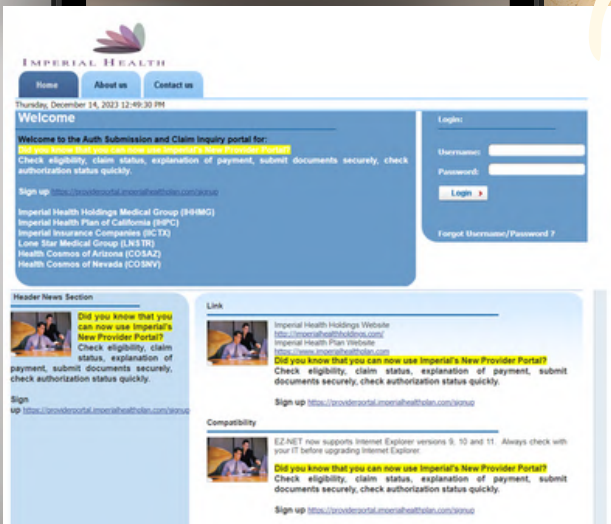 IMPERIAL HEALTH
Home
About us
Contact us
Thursday, December 14, 2023 12:49:30 PM
Welcome
Welcome to the Auth Submission and Claim Inquiry portal for:
Did you know that you can now use Imperial's New Provider Portal?
Check eligibility, claim status, explanation of payment, submit documents securely, check
authorization status quickly.
Sign up https://providerportal.imperialhealthplan.com/signup
Imperial Health Holdings Medical Group (IHHMG)
Imperial Health Plan of California (IHPC)
Imperial Insurance Companies (IICTX)
Lone Star Medical Group (LNSTR)
Health Cosmos of Arizona (COSAZ)
Health Cosmos of Nevada (COSNV)
Login:
Username:
Password:
Login
Forgot Username/Password ?
Header News Section
Did you know that you
can now use Imperial's
New Provider Portal?
Check eligibility, claim
status, explanation of
payment, submit documents securely,
check authorization status quickly.
Sign
up https://providerportal.imperialhealthplan.com/signup
Link
Imperial Health Holdings Website
http://imperialhealthholdings.com/
Imperial Health Plan Website
https://www.imperialhealthplan.com
Did you know that you can now use Imperial's New Provider Portal?
Check eligibility, claim status, explanation of payment, submit
documents securely, check authorization status quickly.
Sign up https://providerportal.imperialhealthplan.com/signup
Compatibility
EZ-NET now supports Internet Explorer versions 9, 10 and 11. Always check with
your IT before upgrading Internet Explorer.
Did you know that you can now use Imperial's New Provider Portal?
Check eligibility, claim status, explanation of payment, submit
documents securely, check authorization status quickly.
Sign up https://providerportal.imperialhealthplan.com/signup